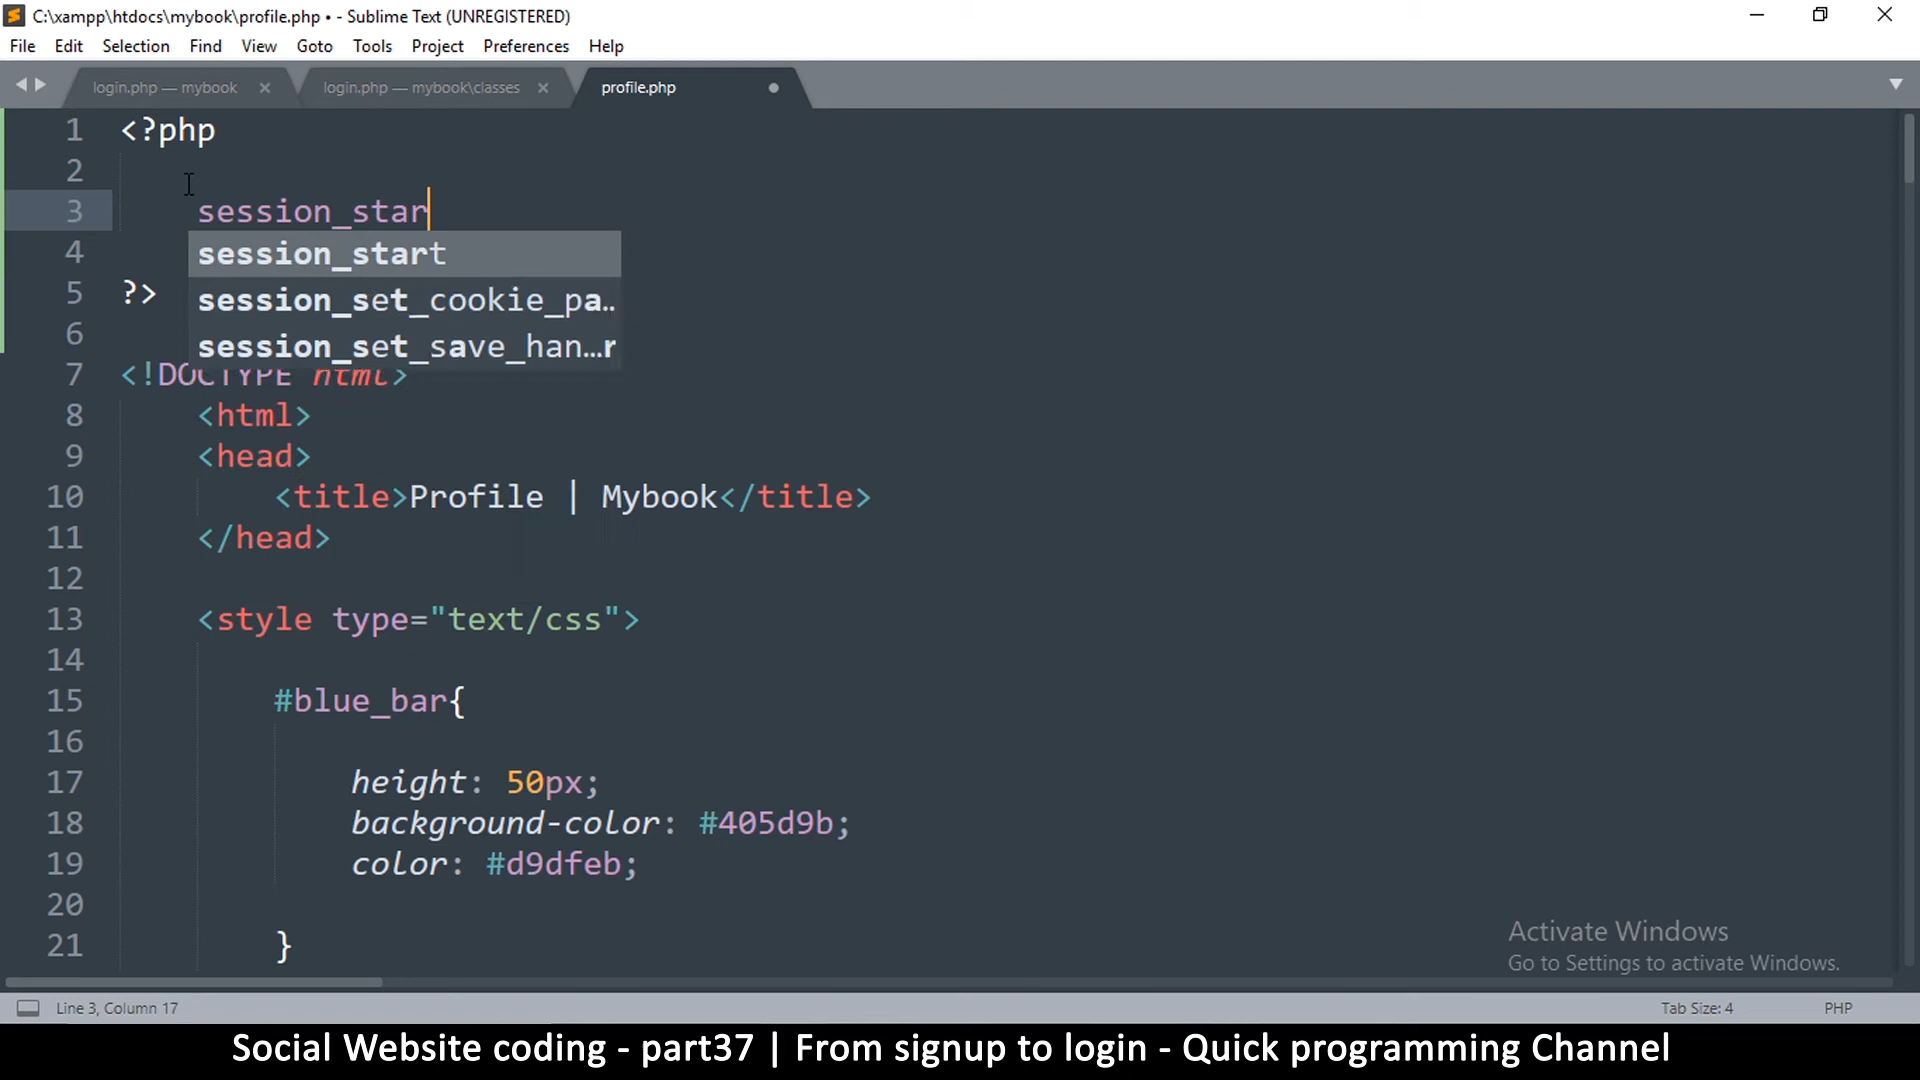 C:\xampp\htdocs\mybook\profile.php • - Sublime Text (UNREGISTERED)
File Edit Selection Find View Goto Tools Project Preferences Help
login.php — mybook login.php — mybook\classes profile.php
1 <?php
2
3 session_star
session_start
4
session_set_cookie_pa..
5 ?>
session_set_save_han...r
6
7 <!DOCTYPE html>
8 <html>
9 <head>
10 <title>Profile | Mybook</title>
11 </head>
12
13 <style type="text/css">
14
15 #blue_bar{
16
17 height: 50px;
18 background-color: #405d9b;
19 color: #d9dfeb;
20
21 }
Activate Windows
Go to Settings to activate Windows.
Line 3, Column 17 Tab Size: 4 PHP
Social Website coding - part37 | From signup to login - Quick programming Channel